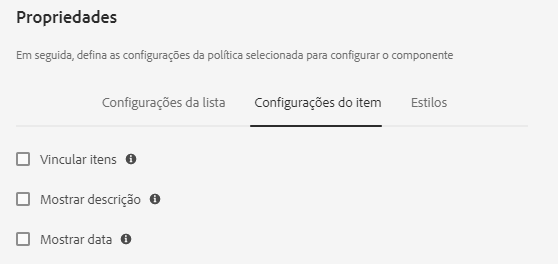 Propriedades
Em seguida, defina as configurações da política selecionada para configurar o componente
Configurações da lista Configurações do item Estilos
Vincular itens
Mostrar descrição
Mostrar data